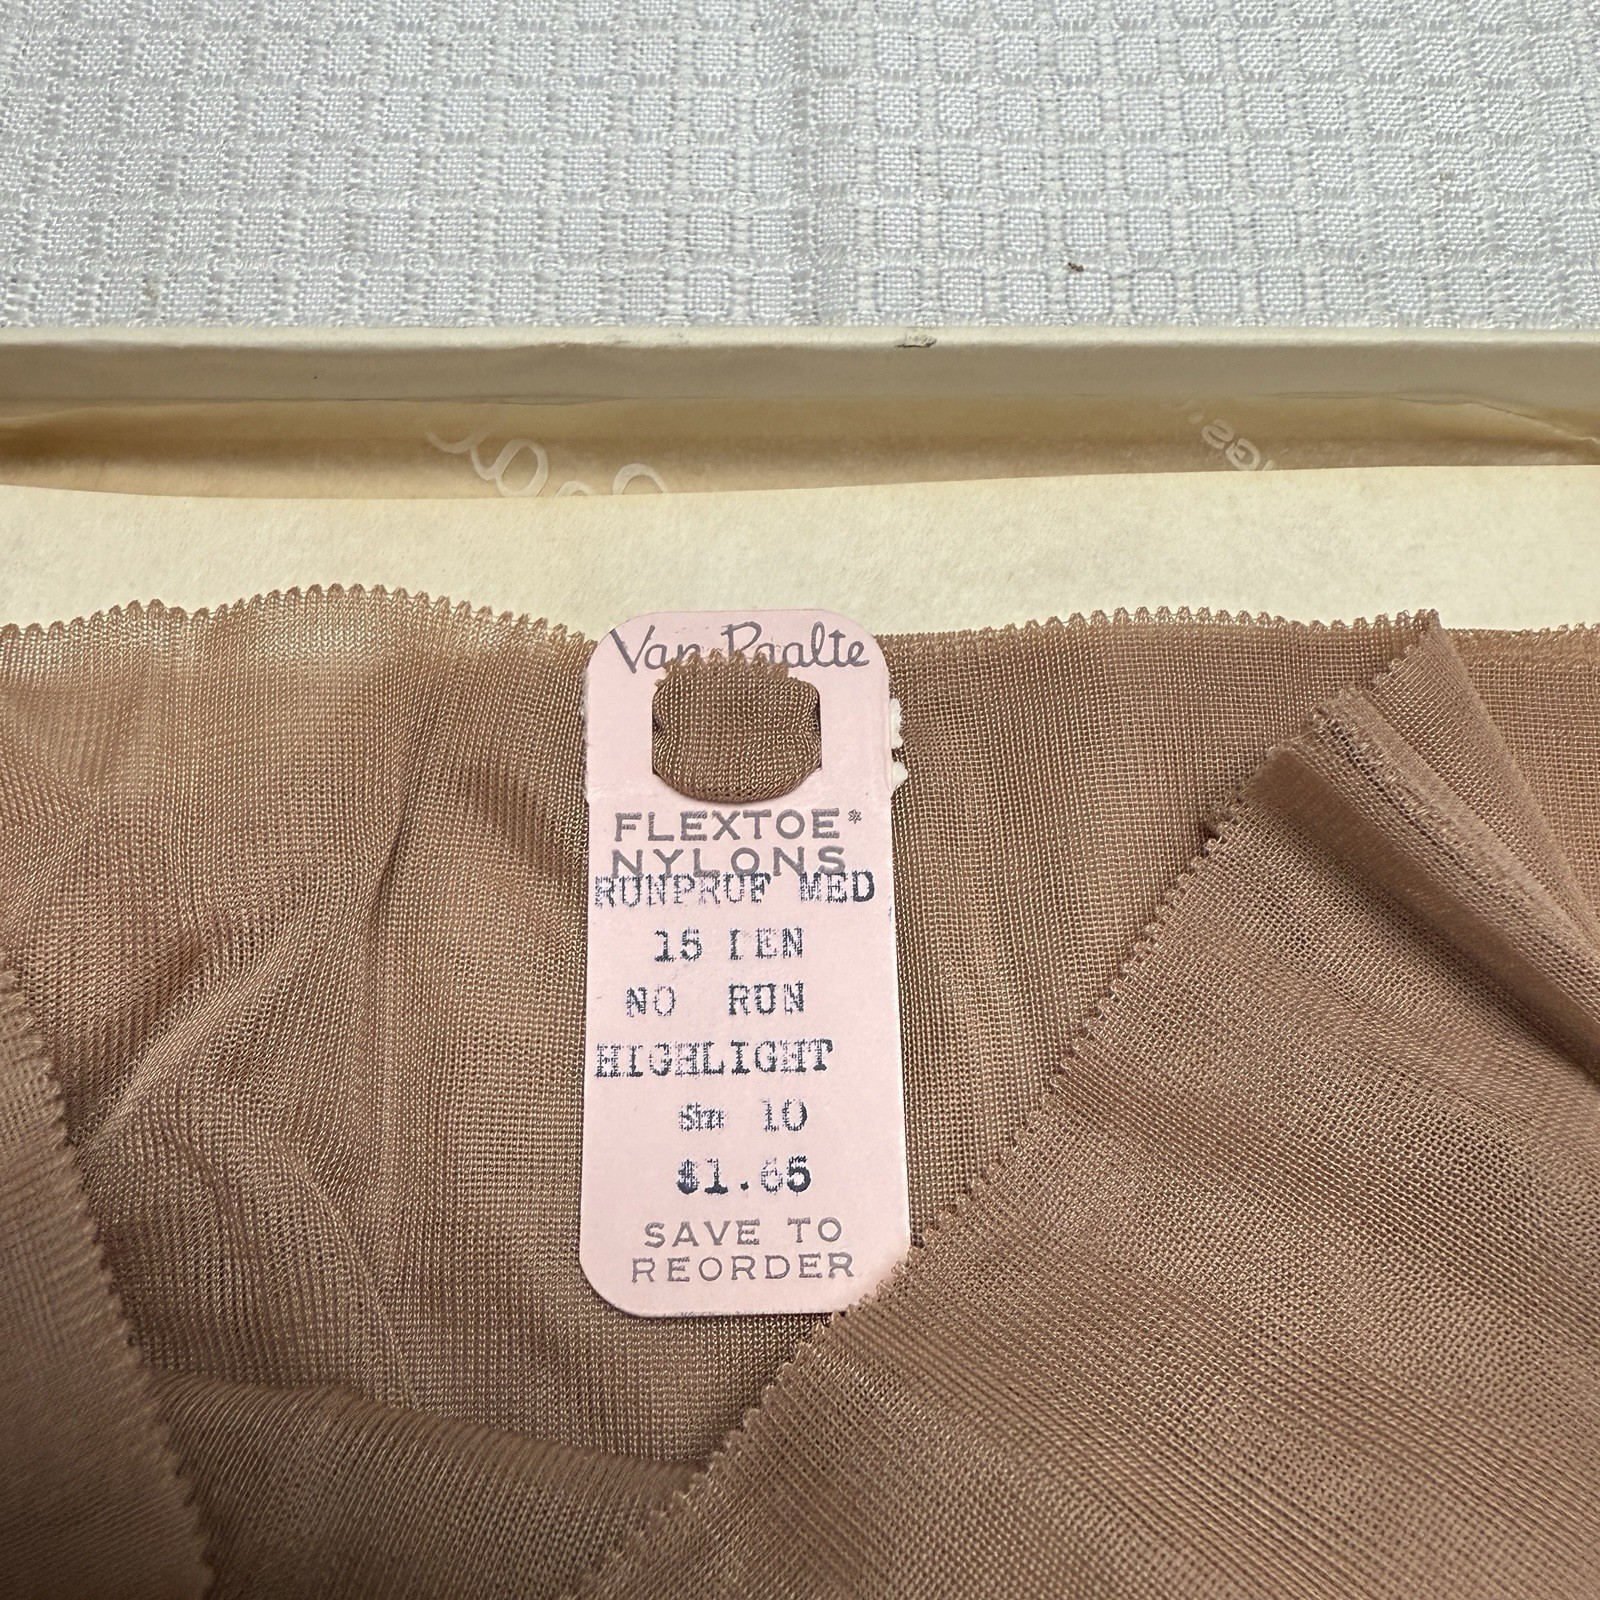 Van Raalte
FLEXTOE*
NYLONS
RUNPRUF MED
15 DEN
NO RUN
HIGHLIGHT
10
$1.65
SAVE TO
REORDER